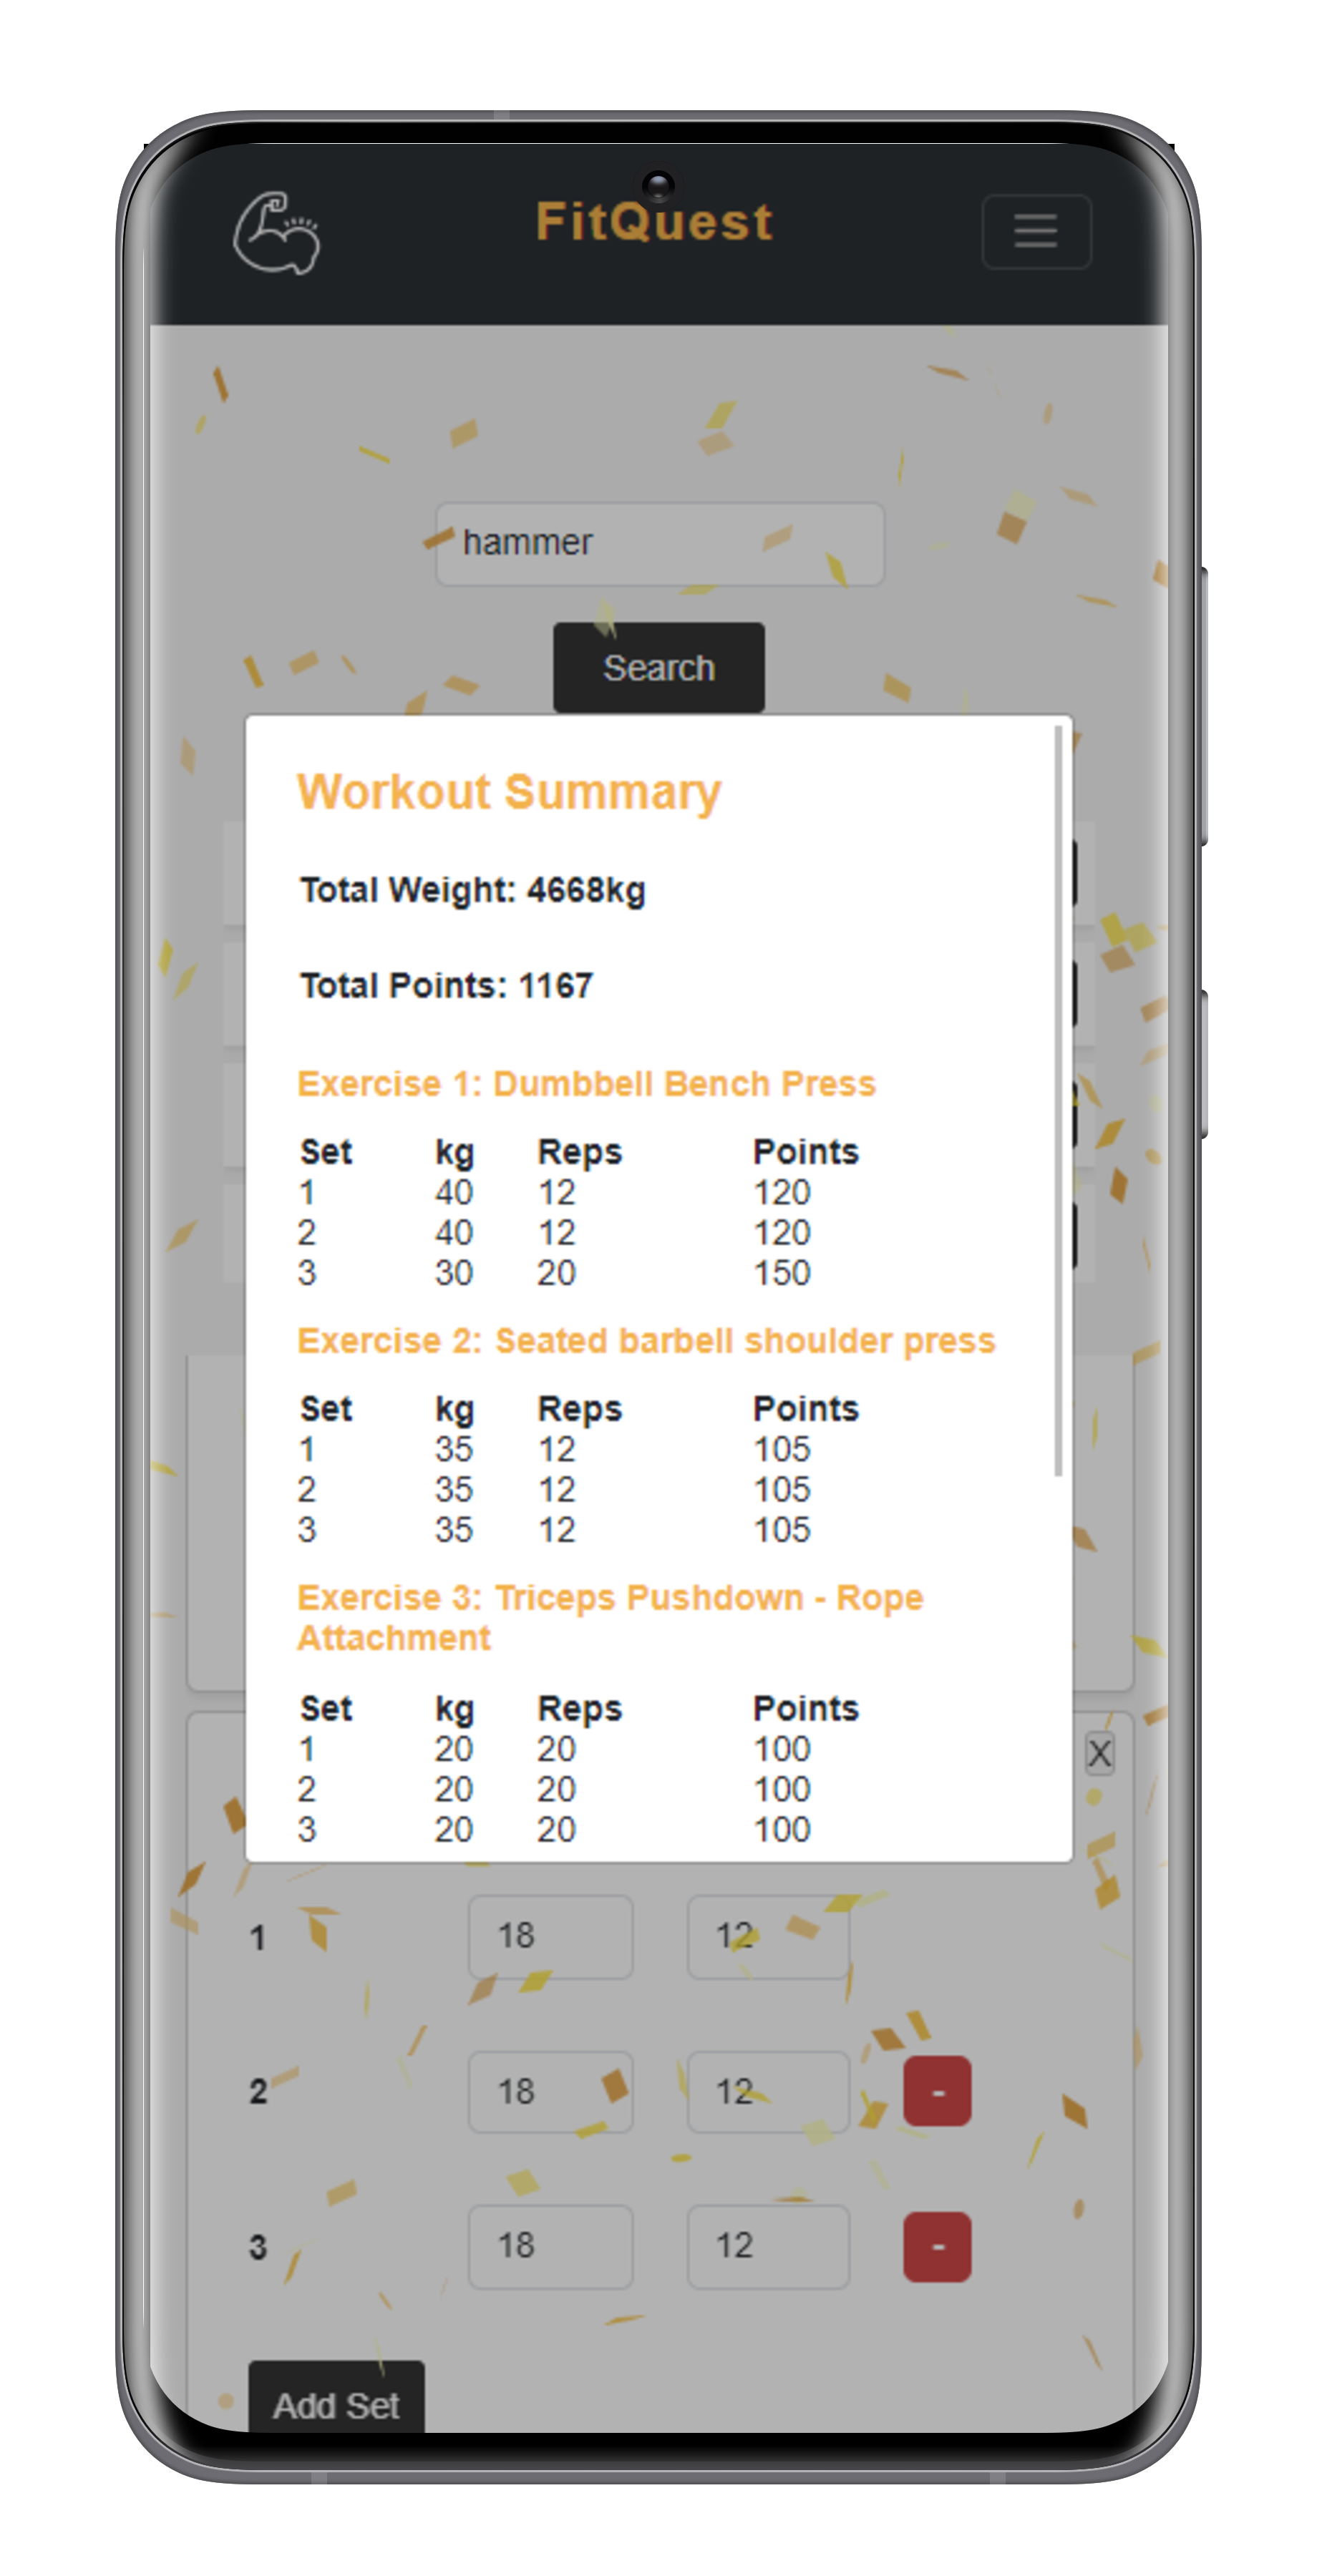 FitQuest
hammer
Search
Workout Summary
Total Weight: 4668kg
Total Points: 1167
Exercise 1: Dumbbell Bench Press
Set kg Reps Points
1 40 12 120
2 40 12 120
3 30 20 150
Exercise 2: Seated barbell shoulder press
Set kg Reps Points
1 35 12 105
2 35 12 105
3 35 12 105
Exercise 3: Triceps Pushdown - Rope
Attachment
Set kg Reps Points
1 20 20 100
2 20 20 100
3 20 20 100
X
1 18 12
2 18 12 -
3 18 12 -
Add Set